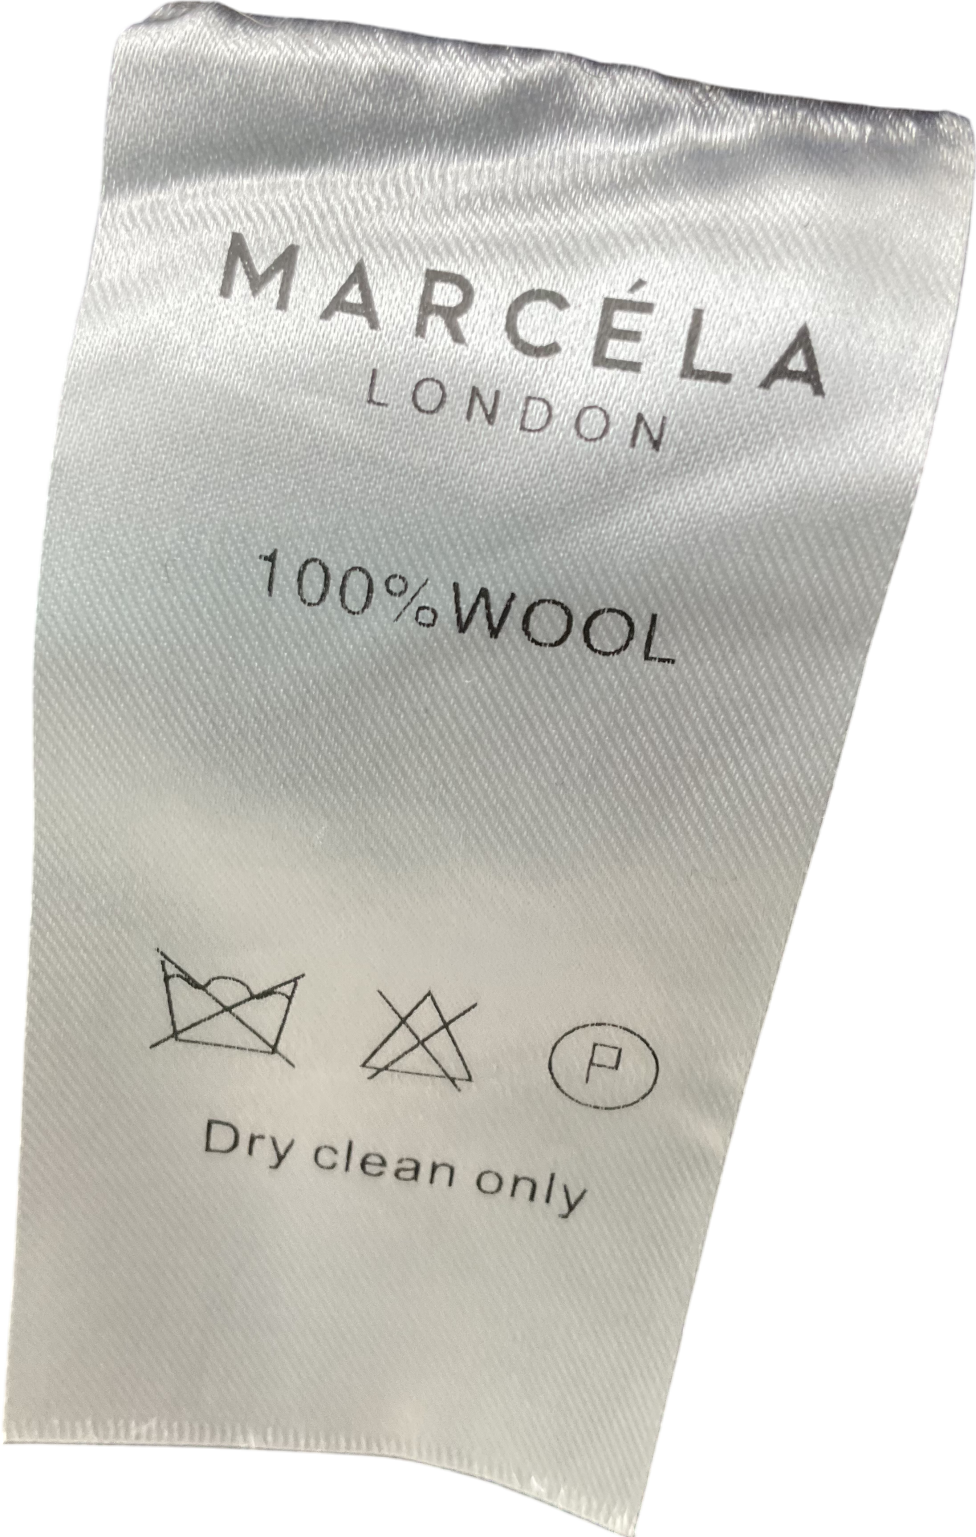 MARCÉLA
LONDON
100%WOOL
P
Dry clean only